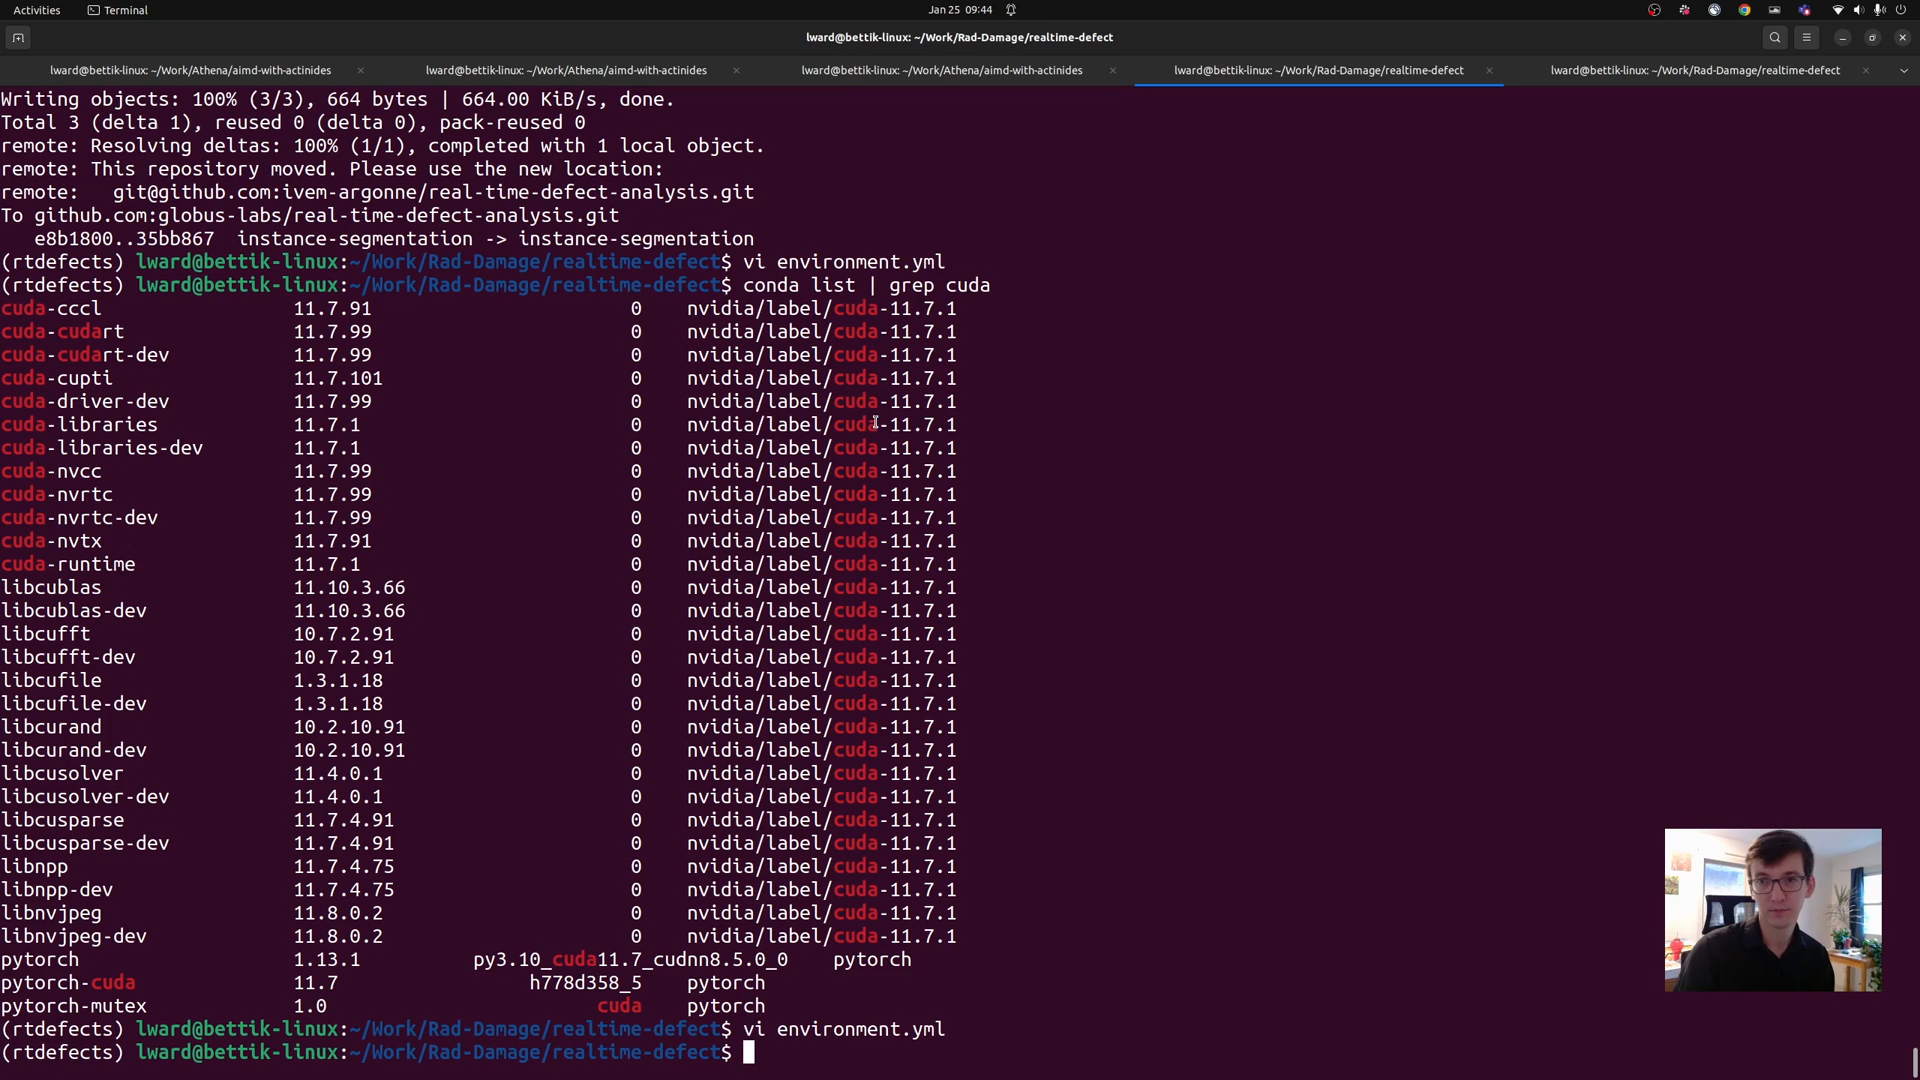 Activities Terminal Jan 25 09:44
lward@bettik-linux: ~/Work/Rad-Damage/realtime-defect
lward@bettik-linux: ~/Work/Athena/aimd-with-actinides lward@bettik-linux: ~/Work/Athena/aimd-with-actinides lward@bettik-linux: ~/Work/Athena/aimd-with-actinides lward@bettik-linux: ~/Work/Rad-Damage/realtime-defect lward@bettik-linux: ~/Work/Rad-Damage/realtime-defect
Writing objects: 100% (3/3), 664 bytes | 664.00 KiB/s, done.
Total 3 (delta 1), reused 0 (delta 0), pack-reused 0
remote: Resolving deltas: 100% (1/1), completed with 1 local object.
remote: This repository moved. Please use the new location:
remote:   git@github.com:ivem-argonne/real-time-defect-analysis.git
To github.com:globus-labs/real-time-defect-analysis.git
   e8b1800..35bb867  instance-segmentation -> instance-segmentation
(rtdefects) lward@bettik-linux:~/Work/Rad-Damage/realtime-defect$ vi environment.yml
(rtdefects) lward@bettik-linux:~/Work/Rad-Damage/realtime-defect$ conda list | grep cuda
cuda-cccl 11.7.91 0 nvidia/label/cuda-11.7.1
cuda-cudart 11.7.99 0 nvidia/label/cuda-11.7.1
cuda-cudart-dev 11.7.99 0 nvidia/label/cuda-11.7.1
cuda-cupti 11.7.101 0 nvidia/label/cuda-11.7.1
cuda-driver-dev 11.7.99 0 nvidia/label/cuda-11.7.1
cuda-libraries 11.7.1 0 nvidia/label/cuda-11.7.1
cuda-libraries-dev 11.7.1 0 nvidia/label/cuda-11.7.1
cuda-nvcc 11.7.99 0 nvidia/label/cuda-11.7.1
cuda-nvrtc 11.7.99 0 nvidia/label/cuda-11.7.1
cuda-nvrtc-dev 11.7.99 0 nvidia/label/cuda-11.7.1
cuda-nvtx 11.7.91 0 nvidia/label/cuda-11.7.1
cuda-runtime 11.7.1 0 nvidia/label/cuda-11.7.1
libcublas 11.10.3.66 0 nvidia/label/cuda-11.7.1
libcublas-dev 11.10.3.66 0 nvidia/label/cuda-11.7.1
libcufft 10.7.2.91 0 nvidia/label/cuda-11.7.1
libcufft-dev 10.7.2.91 0 nvidia/label/cuda-11.7.1
libcufile 1.3.1.18 0 nvidia/label/cuda-11.7.1
libcufile-dev 1.3.1.18 0 nvidia/label/cuda-11.7.1
libcurand 10.2.10.91 0 nvidia/label/cuda-11.7.1
libcurand-dev 10.2.10.91 0 nvidia/label/cuda-11.7.1
libcusolver 11.4.0.1 0 nvidia/label/cuda-11.7.1
libcusolver-dev 11.4.0.1 0 nvidia/label/cuda-11.7.1
libcusparse 11.7.4.91 0 nvidia/label/cuda-11.7.1
libcusparse-dev 11.7.4.91 0 nvidia/label/cuda-11.7.1
libnpp 11.7.4.75 0 nvidia/label/cuda-11.7.1
libnpp-dev 11.7.4.75 0 nvidia/label/cuda-11.7.1
libnvjpeg 11.8.0.2 0 nvidia/label/cuda-11.7.1
libnvjpeg-dev 11.8.0.2 0 nvidia/label/cuda-11.7.1
pytorch 1.13.1 py3.10_cuda11.7_cudnn8.5.0_0 pytorch
pytorch-cuda 11.7 h778d358_5 pytorch
pytorch-mutex 1.0 cuda pytorch
(rtdefects) lward@bettik-linux:~/Work/Rad-Damage/realtime-defect$ vi environment.yml
(rtdefects) lward@bettik-linux:~/Work/Rad-Damage/realtime-defect$